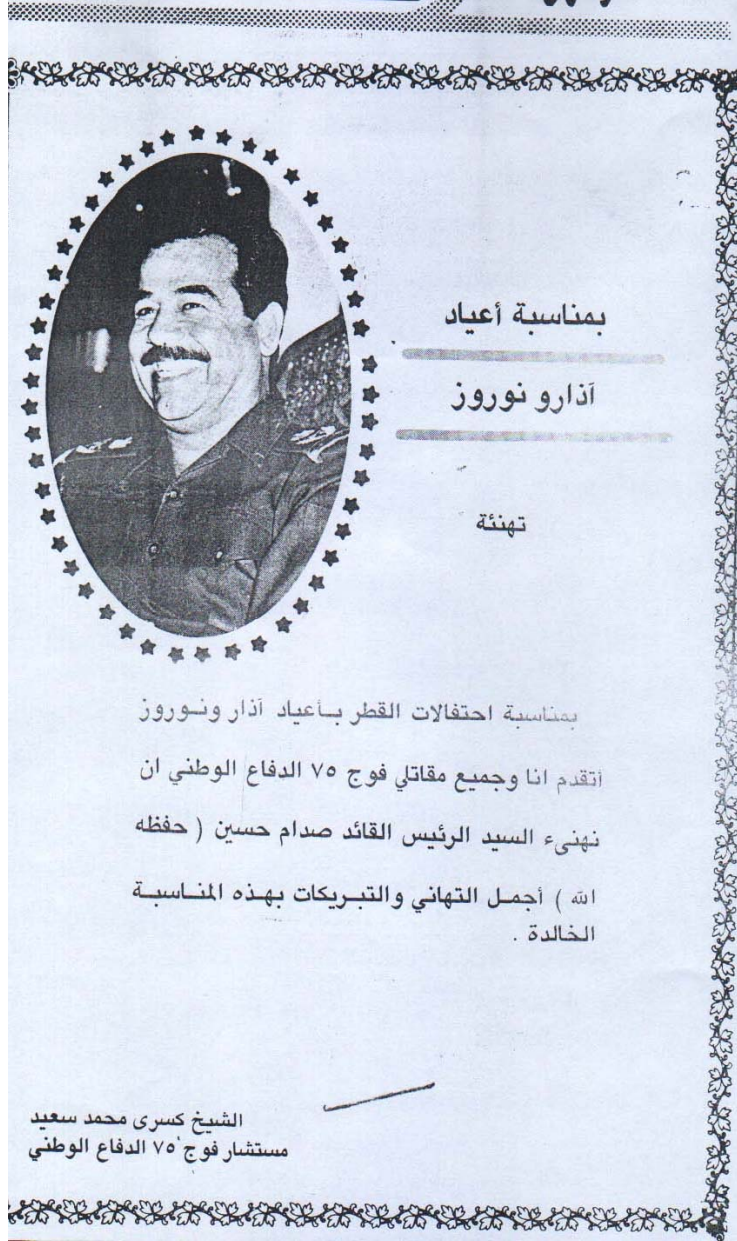 بمناسبة أعياد
آذارو نوروز
تهنئة
بمناسبة احتفالات القطر بأعياد آذار ونوروز
أتقدم انا وجميع مقاتلي فوج ٧٥ الدفاع الوطني ان
نهنىء السيد الرئيس القائد صدام حسين ( حفظه
الله ) أجمل التهاني والتبريكات بهذه المناسبة
الخالدة .
الشيخ كسرى محمد سعيد
مستشار فوج ٧٥ الدفاع الوطني